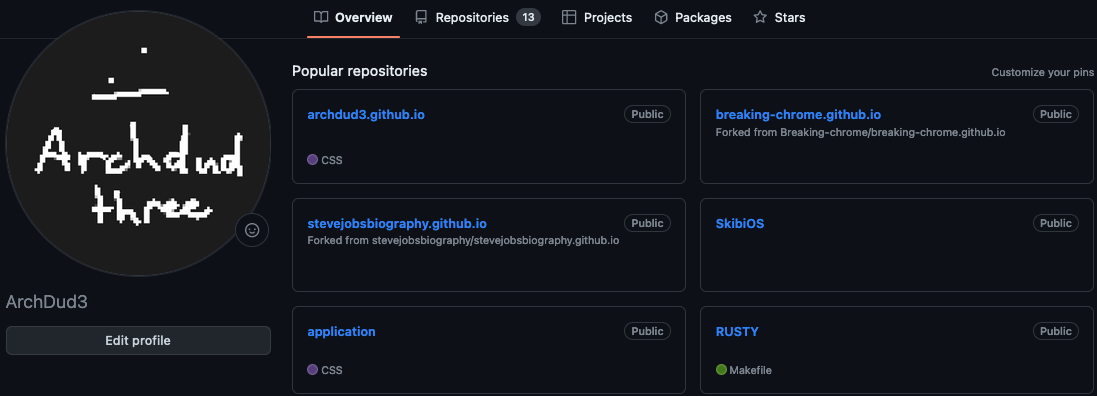 Overview
Repositories 13
Projects
Packages
Stars
Archdud
three
ArchDud3
Edit profile
Popular repositories
Customize your pins
archdud3.github.io
Public
CSS
breaking-chrome.github.io
Public
Forked from Breaking-chrome/breaking-chrome.github.io
stevejobsbiography.github.io
Public
Forked from stevejobsbiography/stevejobsbiography.github.io
SkibiOS
Public
application
Public
CSS
RUSTY
Public
Makefile